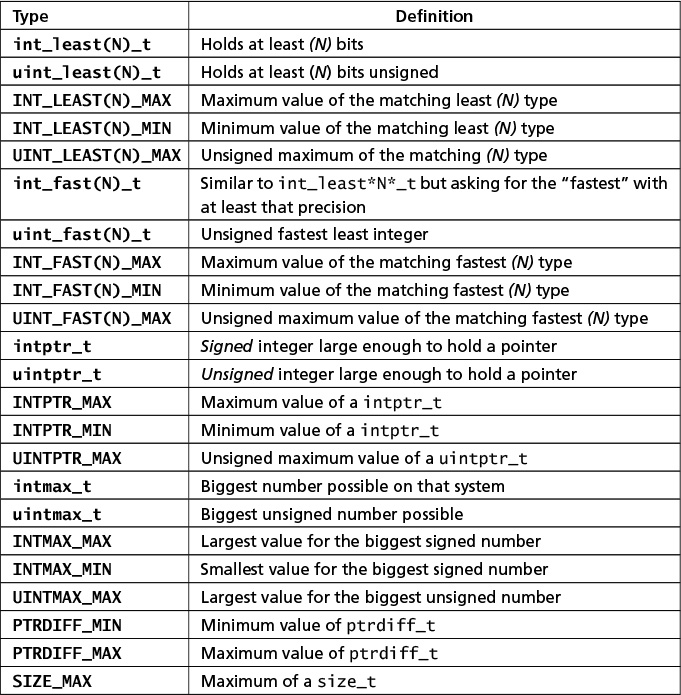 Type Definition
int_least(N)_t Holds at least (N) bits
uint_least(N)_t Holds at least (N) bits unsigned
INT_LEAST(N)_MAX Maximum value of the matching least (N) type
INT_LEAST(N)_MIN Minimum value of the matching least (N) type
UINT_LEAST(N)_MAX Unsigned maximum of the matching (N) type
int_fast(N)_t Similar to int_least*N*_t but asking for the “fastest” with
at least that precision
uint_fast(N)_t Unsigned fastest least integer
INT_FAST(N)_MAX Maximum value of the matching fastest (N) type
INT_FAST(N)_MIN Minimum value of the matching fastest (N) type
UINT_FAST(N)_MAX Unsigned maximum value of the matching fastest (N) type
intptr_t Signed integer large enough to hold a pointer
uintptr_t Unsigned integer large enough to hold a pointer
INTPTR_MAX Maximum value of a intptr_t
INTPTR_MIN Minimum value of a intptr_t
UINTPTR_MAX Unsigned maximum value of a uintptr_t
intmax_t Biggest number possible on that system
uintmax_t Biggest unsigned number possible
INTMAX_MAX Largest value for the biggest signed number
INTMAX_MIN Smallest value for the biggest signed number
UINTMAX_MAX Largest value for the biggest unsigned number
PTRDIFF_MIN Minimum value of ptrdiff_t
PTRDIFF_MAX Maximum value of ptrdiff_t
SIZE_MAX Maximum of a size_t